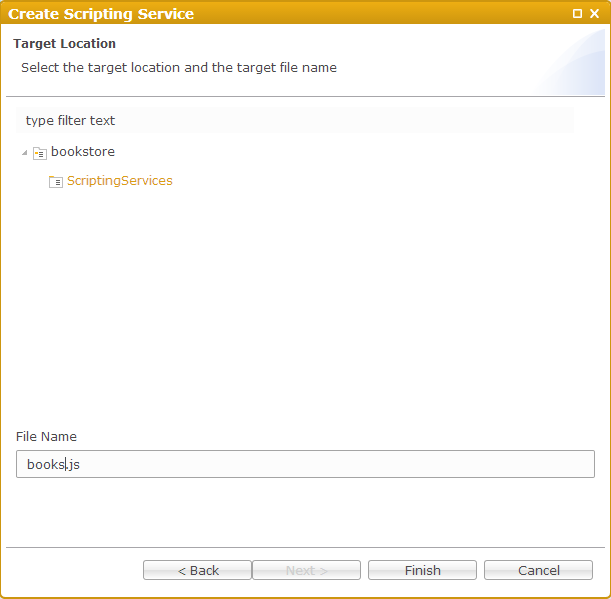 Create Scripting Service
Target Location
Select the target location and the target file name
type filter text
bookstore
ScriptingServices
File Name
books.js
< Back
Next >
Finish
Cancel